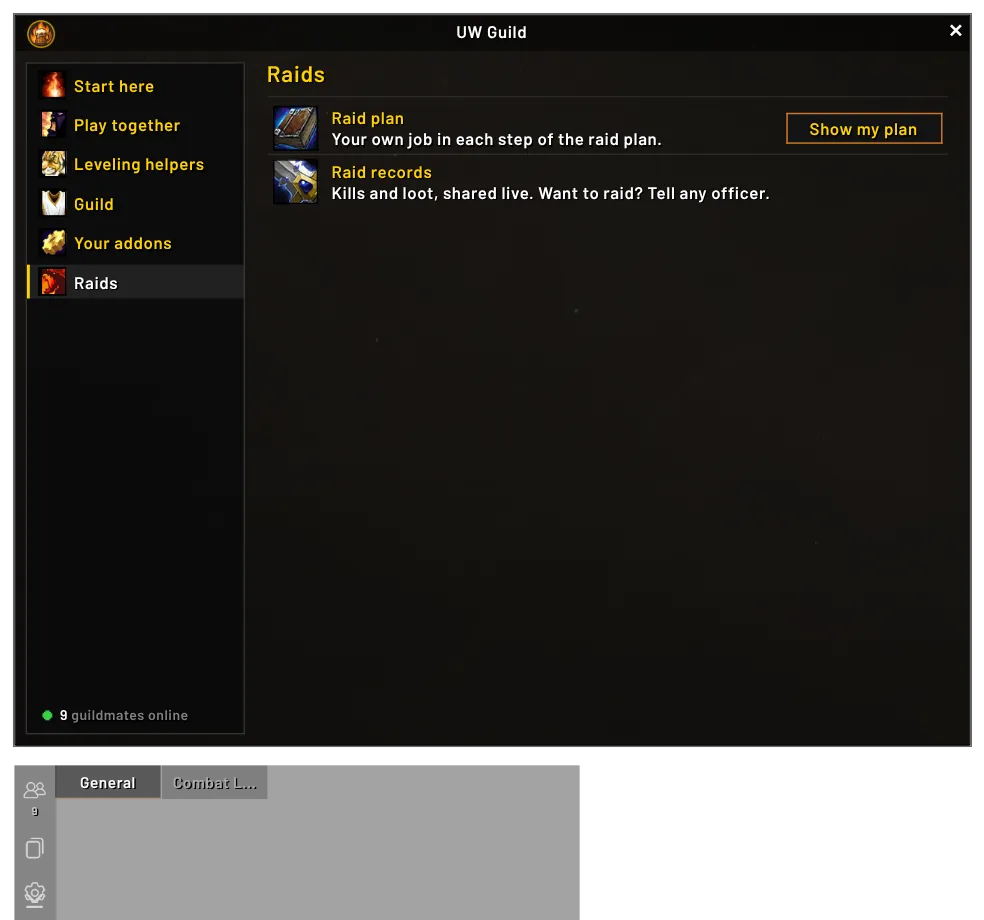 UW Guild
Start here
Play together
Leveling helpers
Guild
Your addons
Raids
9 guildmates online
Raids
Raid plan
Your own job in each step of the raid plan.
Show my plan
Raid records
Kills and loot, shared live. Want to raid? Tell any officer.
General
Combat L...
9